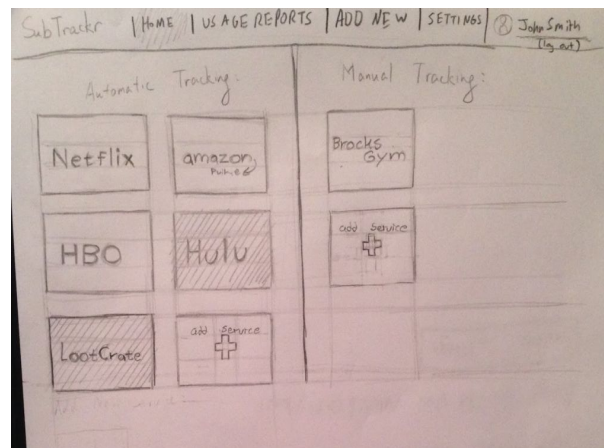 SubTrackr | HOME | USAGE REPORTS | ADD NEW | SETTINGS | John Smith
(log out)
Automatic Tracking:
Manual Tracking:
Netflix
amazon
Brocks
Gym
HBO
Hulu
add service
LootCrate
add service